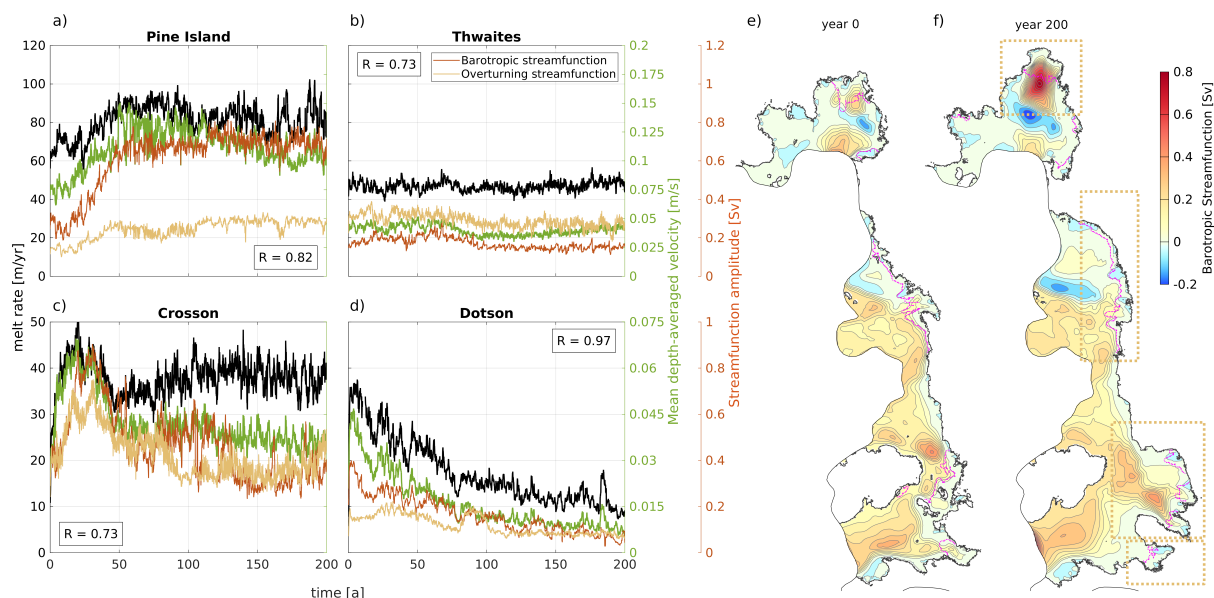 a)
Pine Island
120
100
80
60
40
20
0
R = 0.82
b)
Thwaites
R = 0.73
Barotropic streamfunction
Overturning streamfunction
0.2
0.175
0.15
0.125
0.1
0.075
0.05
0.025
0
1.2
1
0.8
0.6
0.4
0.2
0
melt rate [m/yr]
c)
Crosson
50
40
30
20
10
0
R = 0.73
0
50
100
150
200
d)
Dotson
R = 0.97
0
50
100
150
200
time [a]
0.075
0.06
0.045
0.03
0.015
0
Mean depth-averaged velocity [m/s]
1
0.8
0.6
0.4
0.2
0
Streamfunction amplitude [Sv]
e)
year 0
f)
year 200
0.8
0.6
0.4
0.2
0
-0.2
Barotropic Streamfunction [Sv]